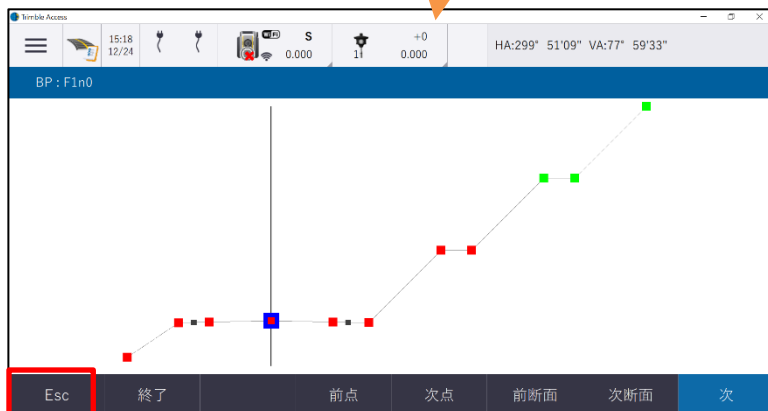 Trimble Access
15:18
12/24
WiFi
S
0.000
1
+0
0.000
HA:299° 51'09" VA:77° 59'33"
BP : F1n0
Esc 終了 前点 次点 前断面 次断面 次